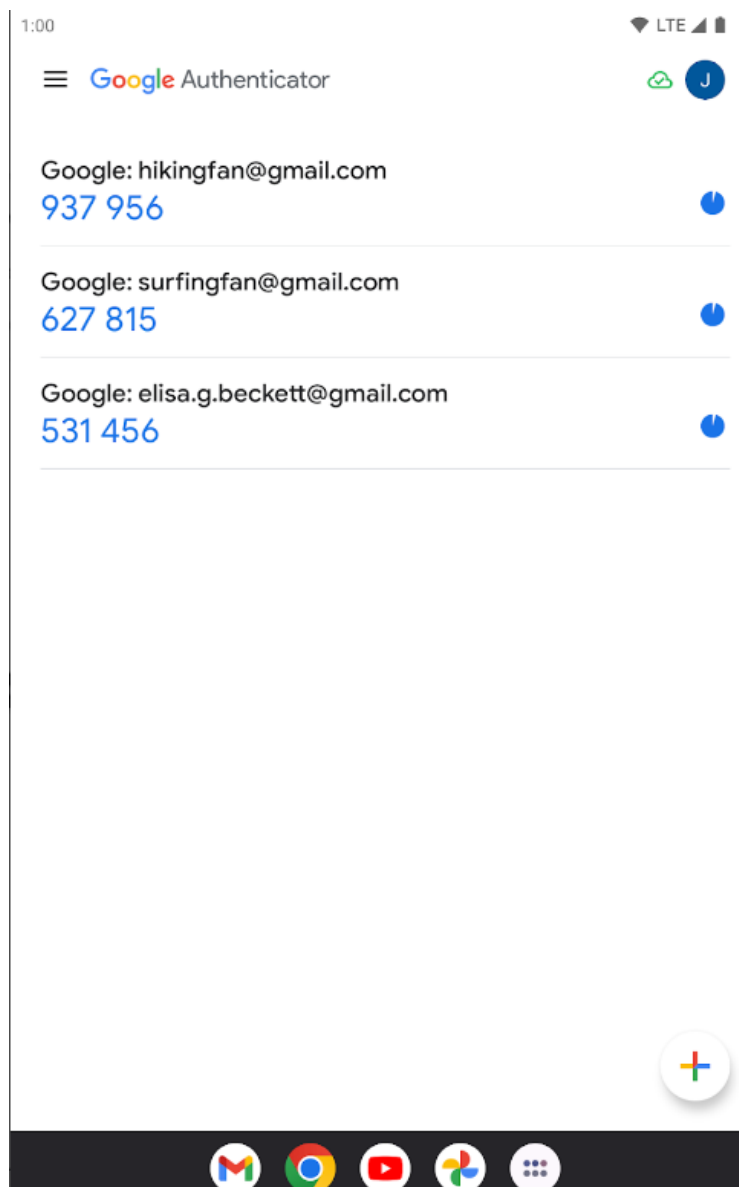 1:00 LTE
Google Authenticator J
Google: hikingfan@gmail.com
937 956
Google: surfingfan@gmail.com
627 815
Google: elisa.g.beckett@gmail.com
531 456